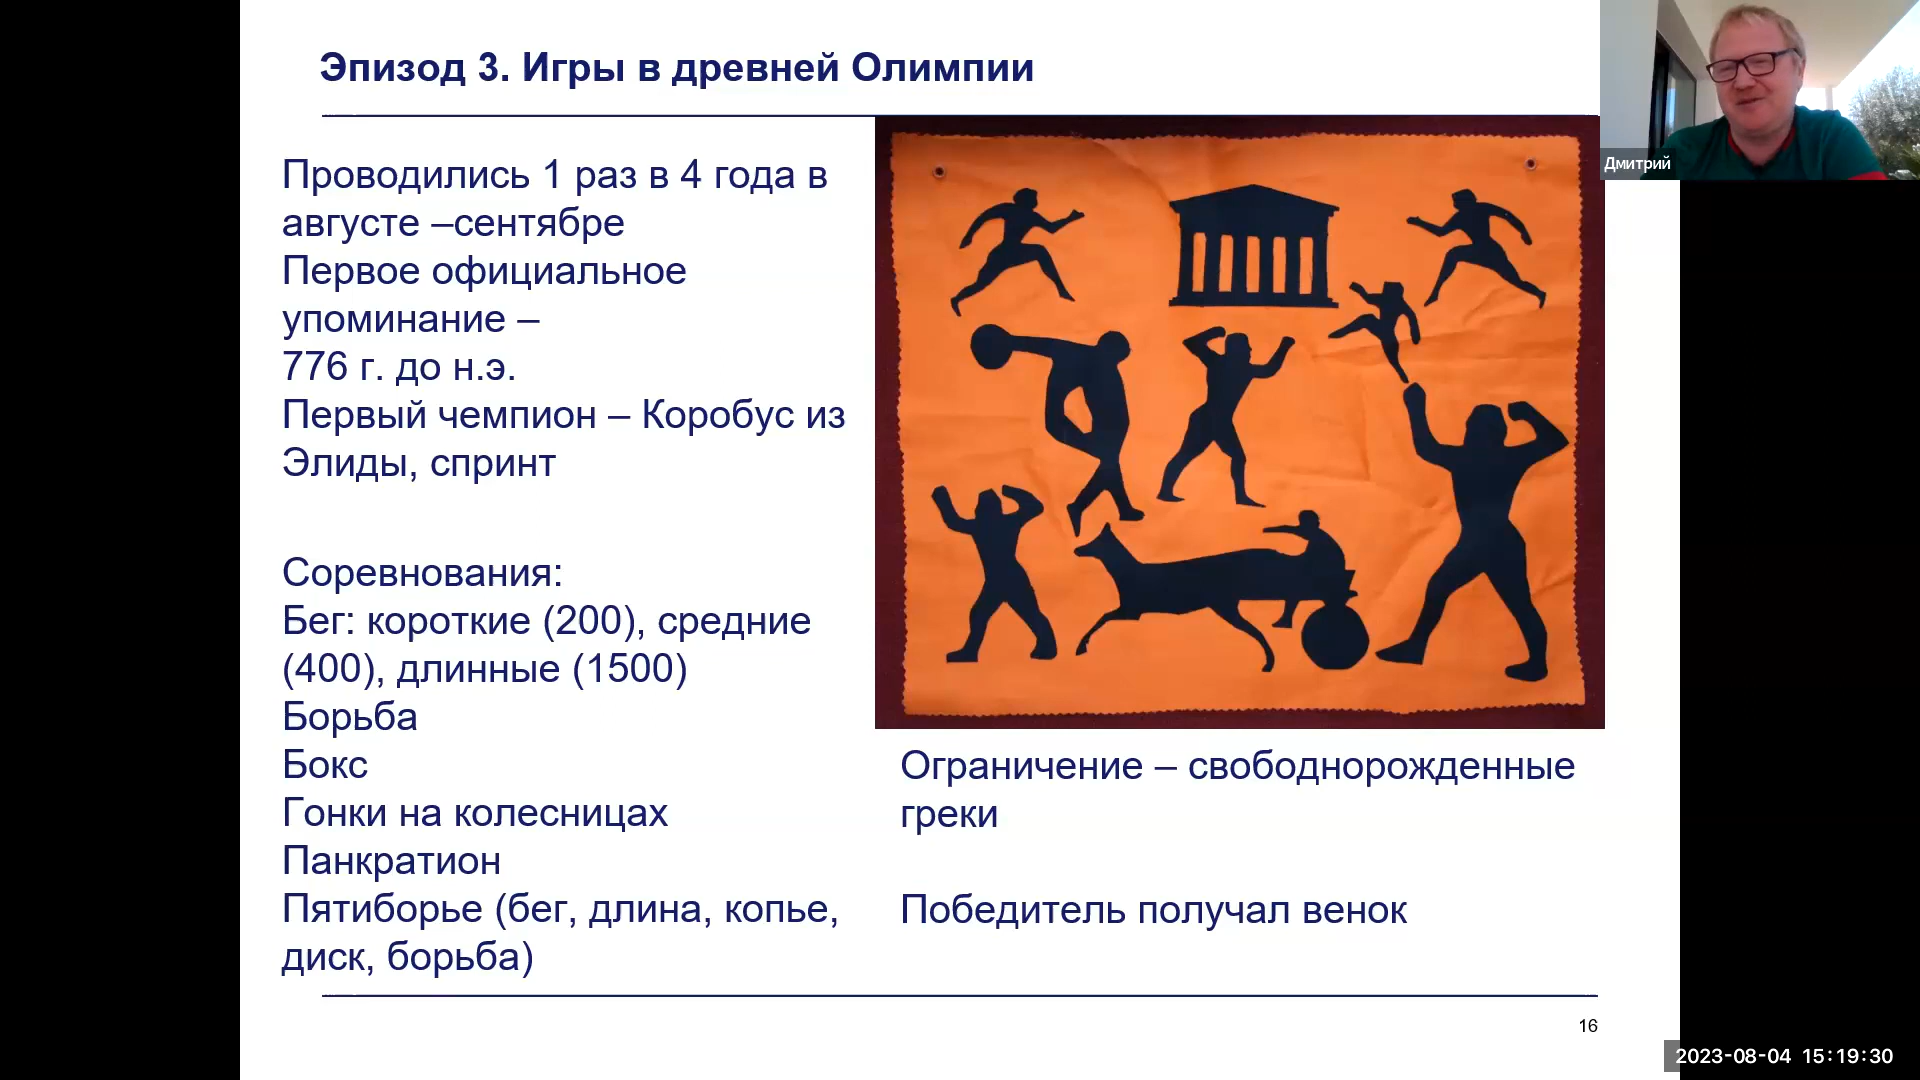 Эпизод 3. Игры в древней Олимпии
Дмитрий
Проводились 1 раз в 4 года в
августе –сентябре
Первое официальное
упоминание –
776 г. до н.э.
Первый чемпион – Коробус из
Элиды, спринт
Соревнования:
Бег: короткие (200), средние
(400), длинные (1500)
Борьба
Бокс
Гонки на колесницах
Панкратион
Пятиборье (бег, длина, копье,
диск, борьба)
Ограничение – свободнорожденные
греки
Победитель получал венок
16
2023-08-04 15:19:30